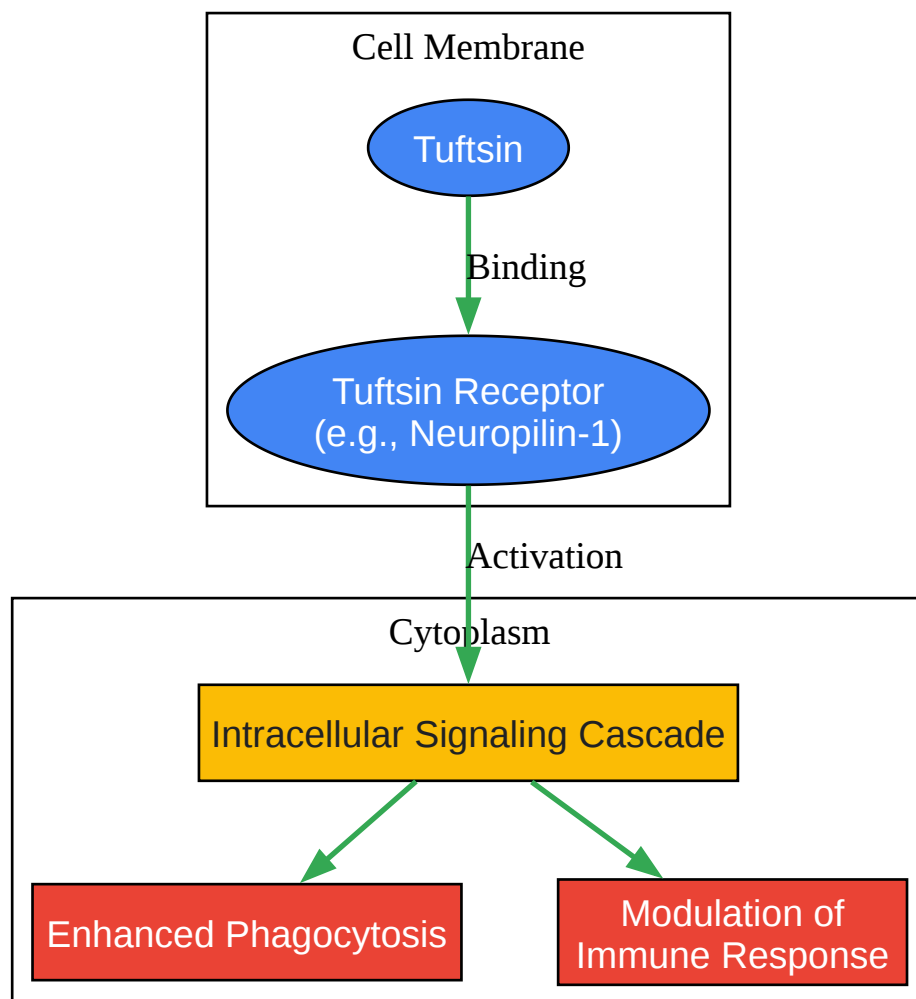 Cell Membrane
Tuftsin
Binding
Tuftsin Receptor
(e.g., Neuropilin-1)
Activation
Cytoplasm
Intracellular Signaling Cascade
Enhanced Phagocytosis
Modulation of
Immune Response